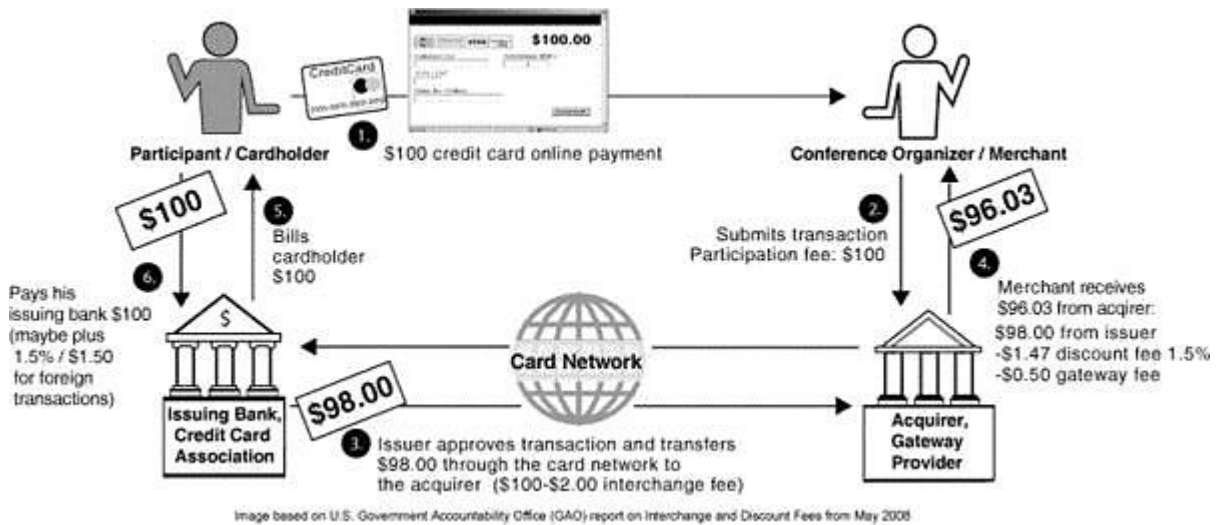 $100.00
CreditCard
1.
$100 credit card online payment
Participant / Cardholder
Conference Organizer / Merchant
$100
5.
Bills
cardholder
$100
6.
Pays his
issuing bank $100
(maybe plus
1.5% / $1.50
for foreign
transactions)
$
Issuing Bank,
Credit Card
Association
2.
Submits transaction
Participation fee: $100
$96.03
4.
Merchant receives
$96.03 from acqirer:
$98.00 from issuer
-$1.47 discount fee 1.5%
-$0.50 gateway fee
Card Network
$98.00
3.
Issuer approves transaction and transfers
$98.00 through the card network to
the acquirer ($100-$2.00 interchange fee)
Acquirer,
Gateway
Provider
Image based on U.S. Government Accountability Office (GAO) report on Interchange and Discount Fees from May 2008